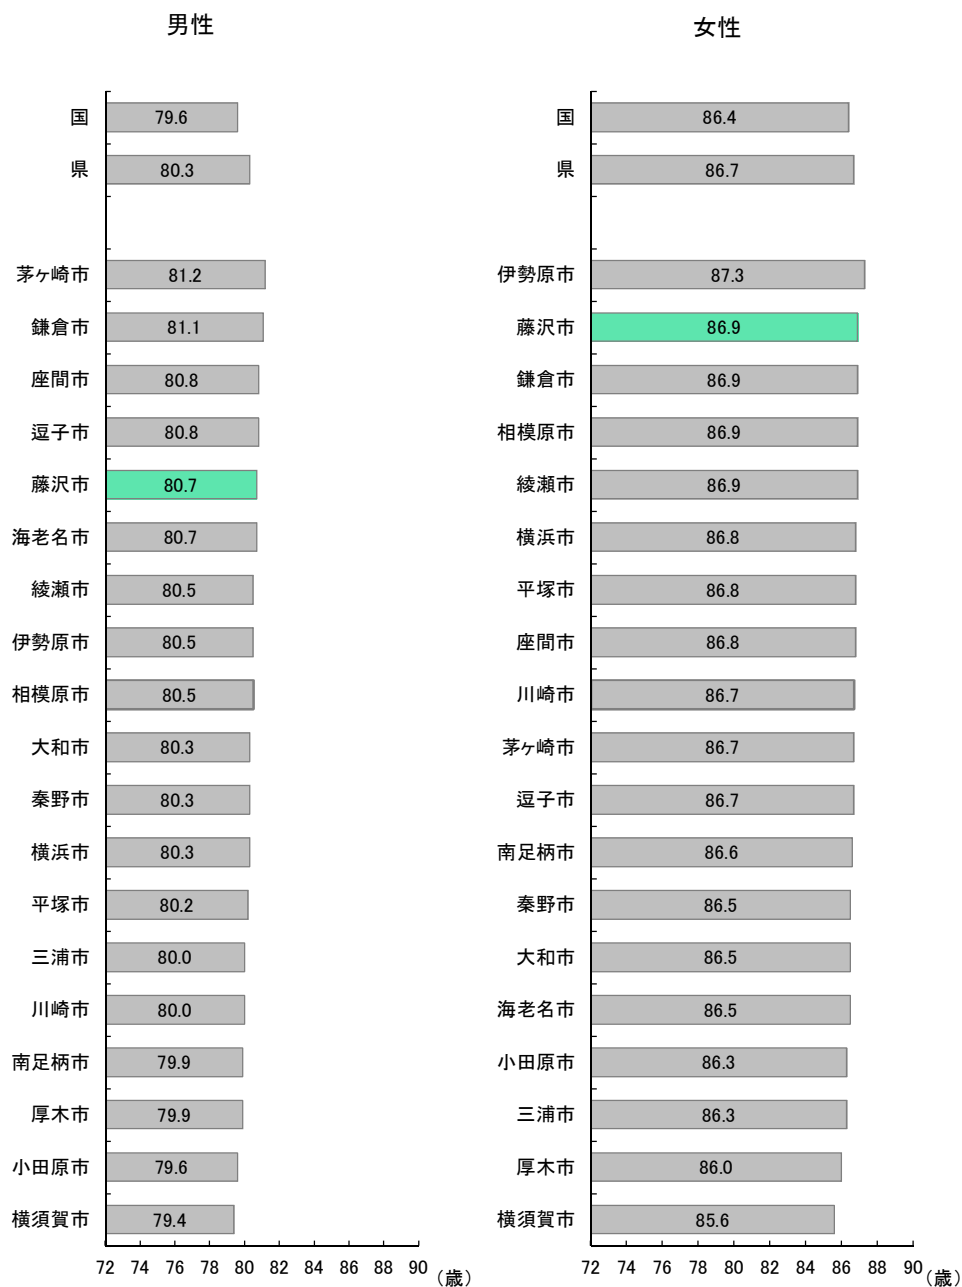 男性
国 79.6
県 80.3
茅ヶ崎市 81.2
鎌倉市 81.1
座間市 80.8
逗子市 80.8
藤沢市 80.7
海老名市 80.7
綾瀬市 80.5
伊勢原市 80.5
相模原市 80.5
大和市 80.3
秦野市 80.3
横浜市 80.3
平塚市 80.2
三浦市 80.0
川崎市 80.0
南足柄市 79.9
厚木市 79.9
小田原市 79.6
横須賀市 79.4
72 74 76 78 80 82 84 86 88 90 (歳)
女性
国 86.4
県 86.7
伊勢原市 87.3
藤沢市 86.9
鎌倉市 86.9
相模原市 86.9
綾瀬市 86.9
横浜市 86.8
平塚市 86.8
座間市 86.8
川崎市 86.7
茅ヶ崎市 86.7
逗子市 86.7
南足柄市 86.6
秦野市 86.5
大和市 86.5
海老名市 86.5
小田原市 86.3
三浦市 86.3
厚木市 86.0
横須賀市 85.6
72 74 76 78 80 82 84 86 88 90 (歳)